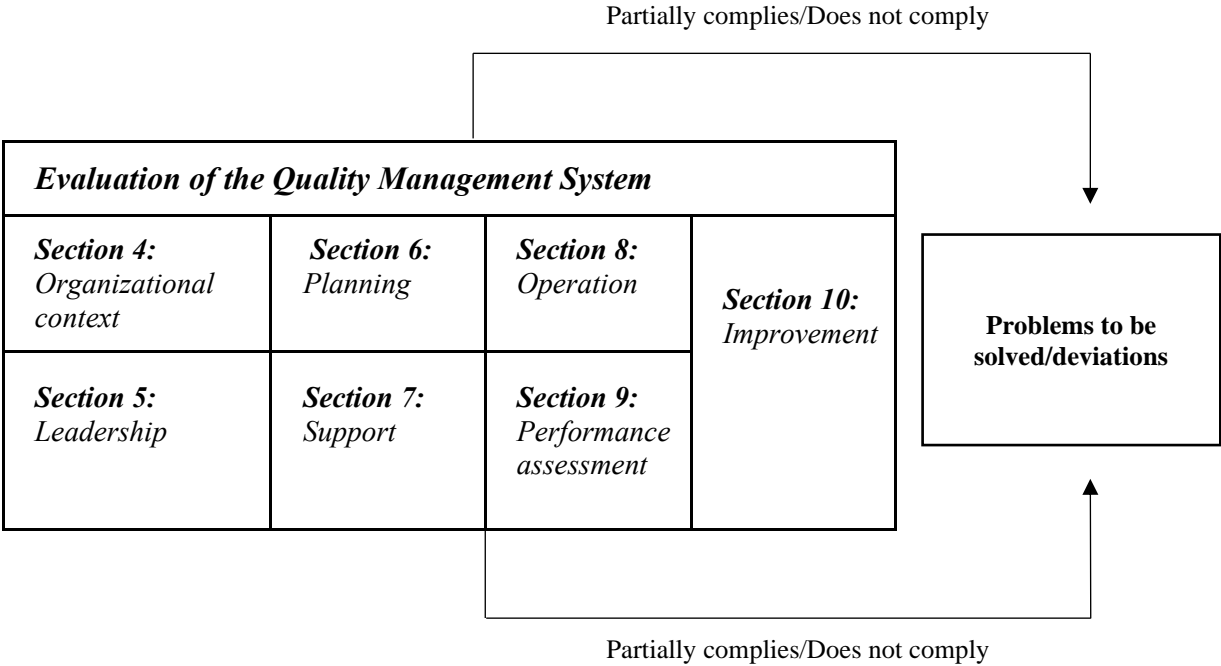 Partially complies/Does not comply
Evaluation of the Quality Management System
Section 4:
Organizational
context
Section 6:
Planning
Section 8:
Operation
Section 10:
Improvement
Section 5:
Leadership
Section 7:
Support
Section 9:
Performance
assessment
Problems to be
solved/deviations
Partially complies/Does not comply